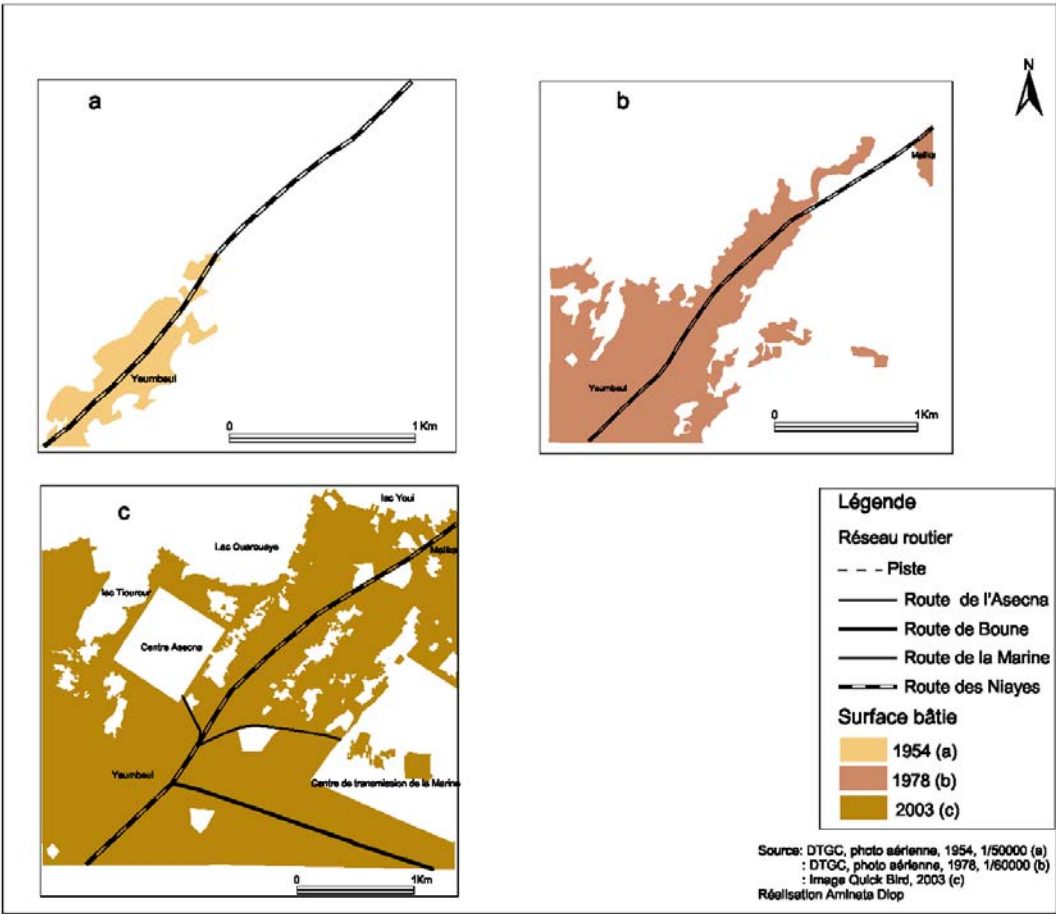 N
a
Yeumbeul
0 1 Km
b
Malika
Yeumbeul
0 1 Km
c
lac Youi
Lac Ouarouaye
Malika
lac Tiourour
Centre Asecna
Yeumbeul
Centre de transmission de la Marine
0 1Km
Légende
Réseau routier
Piste
Route de l'Asecna
Route de Boune
Route de la Marine
Route des Niayes
Surface bâtie
1954 (a)
1978 (b)
2003 (c)
Source: DTGC, photo aérienne, 1954, 1/50000 (a)
: DTGC, photo aérienne, 1978, 1/60000 (b)
: Image Quick Bird, 2003 (c)
Réalisation Aminata Diop